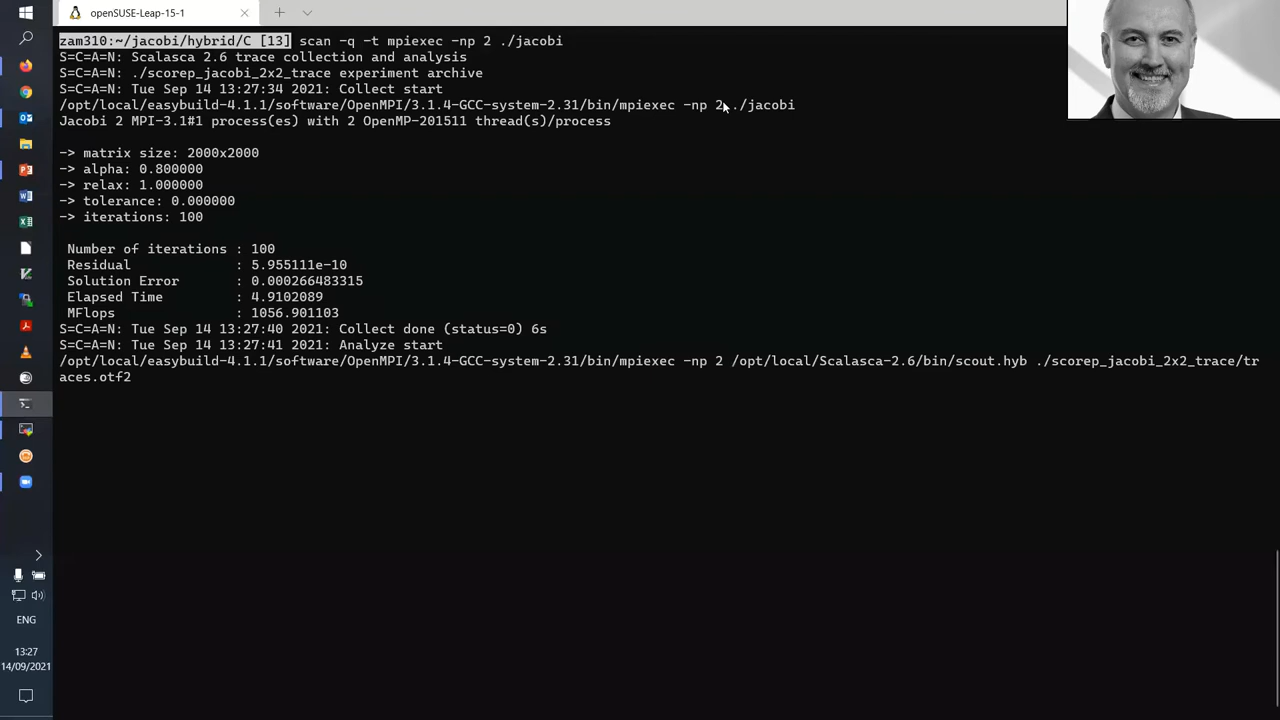 openSUSE-Leap-15-1
zam310:~/jacobi/hybrid/C [13] scan -q -t mpiexec -np 2 ./jacobi
S=C=A=N: Scalasca 2.6 trace collection and analysis
S=C=A=N: ./scorep_jacobi_2x2_trace experiment archive
S=C=A=N: Tue Sep 14 13:27:34 2021: Collect start
/opt/local/easybuild-4.1.1/software/OpenMPI/3.1.4-GCC-system-2.31/bin/mpiexec -np 2 ./jacobi
Jacobi 2 MPI-3.1#1 process(es) with 2 OpenMP-201511 thread(s)/process
-> matrix size: 2000x2000
-> alpha: 0.800000
-> relax: 1.000000
-> tolerance: 0.000000
-> iterations: 100
Number of iterations : 100
Residual : 5.955111e-10
Solution Error : 0.000266483315
Elapsed Time : 4.9102089
MFlops : 1056.901103
S=C=A=N: Tue Sep 14 13:27:40 2021: Collect done (status=0) 6s
S=C=A=N: Tue Sep 14 13:27:41 2021: Analyze start
/opt/local/easybuild-4.1.1/software/OpenMPI/3.1.4-GCC-system-2.31/bin/mpiexec -np 2 /opt/local/Scalasca-2.6/bin/scout.hyb ./scorep_jacobi_2x2_trace/tr
aces.otf2
ENG
13:27
14/09/2021